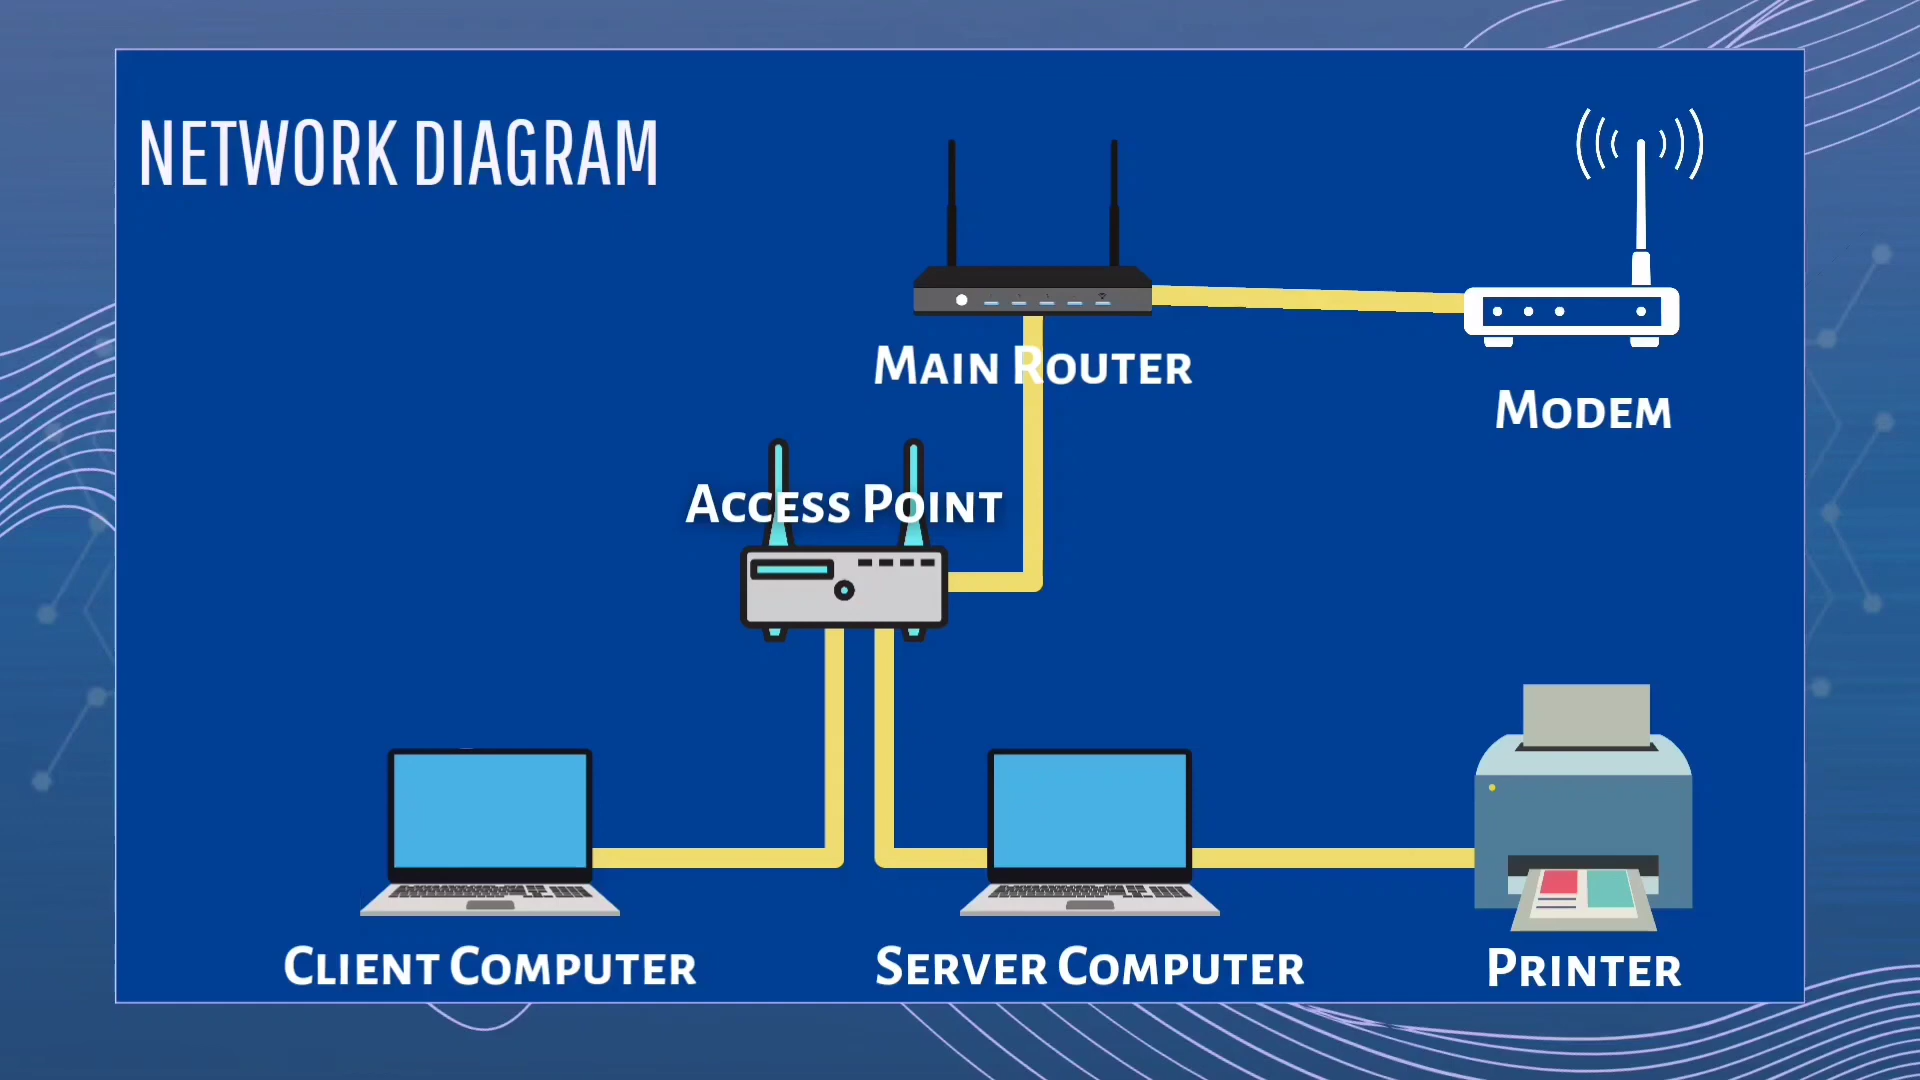 NETWORK DIAGRAM
MAIN ROUTER
MODEM
ACCESS POINT
CLIENT COMPUTER
SERVER COMPUTER
PRINTER